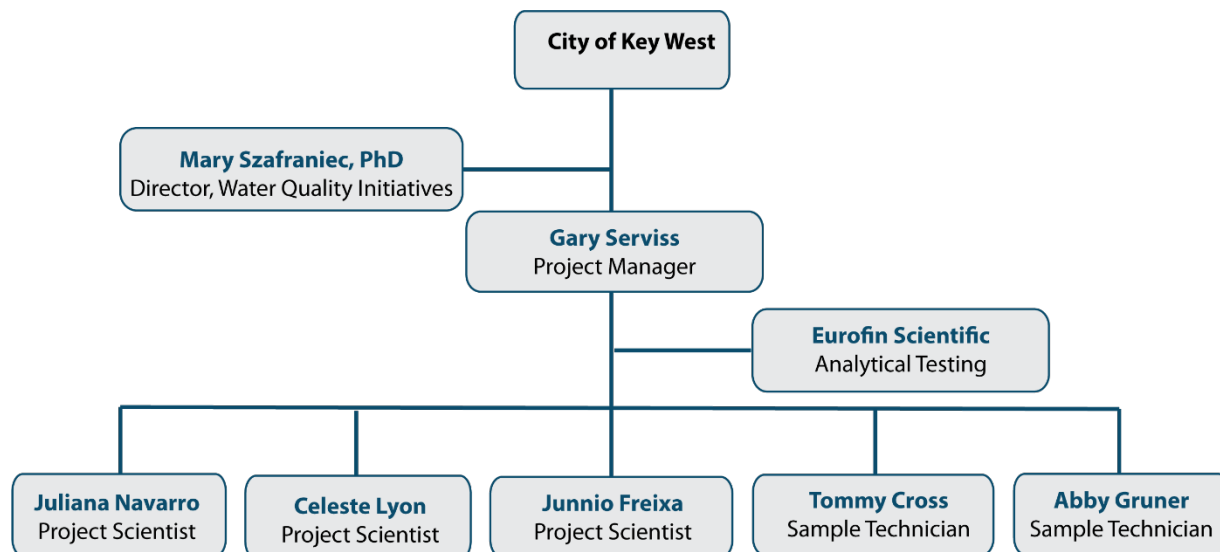 City of Key West
Mary Szafraniec, PhD
Director, Water Quality Initiatives
Gary Serviss
Project Manager
Eurofin Scientific
Analytical Testing
Juliana Navarro
Project Scientist
Celeste Lyon
Project Scientist
Junnio Freixa
Project Scientist
Tommy Cross
Sample Technician
Abby Gruner
Sample Technician